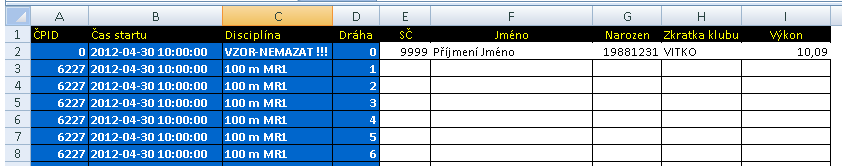 A B C D E F G H I
1 ČPID Čas startu Disciplína Dráha SČ Jméno Narozen Zkratka klubu Výkon
2 0 2012-04-30 10:00:00 VZOR-NEMAZAT !!! 0 9999 Příjmení Jméno 19881231 VITKO 10,09
3 6227 2012-04-30 10:00:00 100 m MR1 1
4 6227 2012-04-30 10:00:00 100 m MR1 2
5 6227 2012-04-30 10:00:00 100 m MR1 3
6 6227 2012-04-30 10:00:00 100 m MR1 4
7 6227 2012-04-30 10:00:00 100 m MR1 5
8 6227 2012-04-30 10:00:00 100 m MR1 6